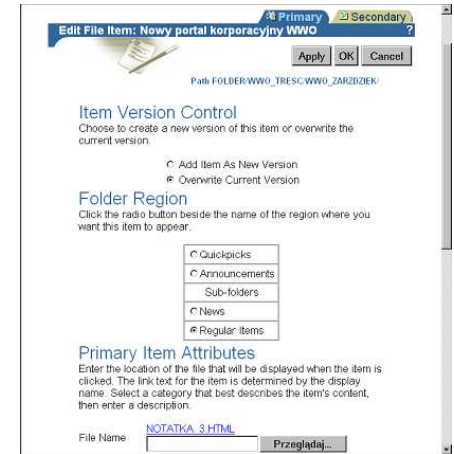 Primary Secondary
Edit File Item: Nowy portal korporacyjny WWO ?
Apply OK Cancel
Path FOLDER/WWO_TRESC/WWO_ZARZDZIEK/
Item Version Control
Choose to create a new version of this item or overwrite the
current version.
Add Item As New Version
Overwrite Current Version
Folder Region
Click the radio button beside the name of the region where you
want this item to appear.
Quickpicks
Announcements
Sub-folders
News
Regular Items
Primary Item Attributes
Enter the location of the file that will be displayed when the item is
clicked. The link text for the item is determined by the display
name. Select a category that best describes the item's content,
then enter a description.
NOTATKA_3.HTML
File Name Przeglądaj...